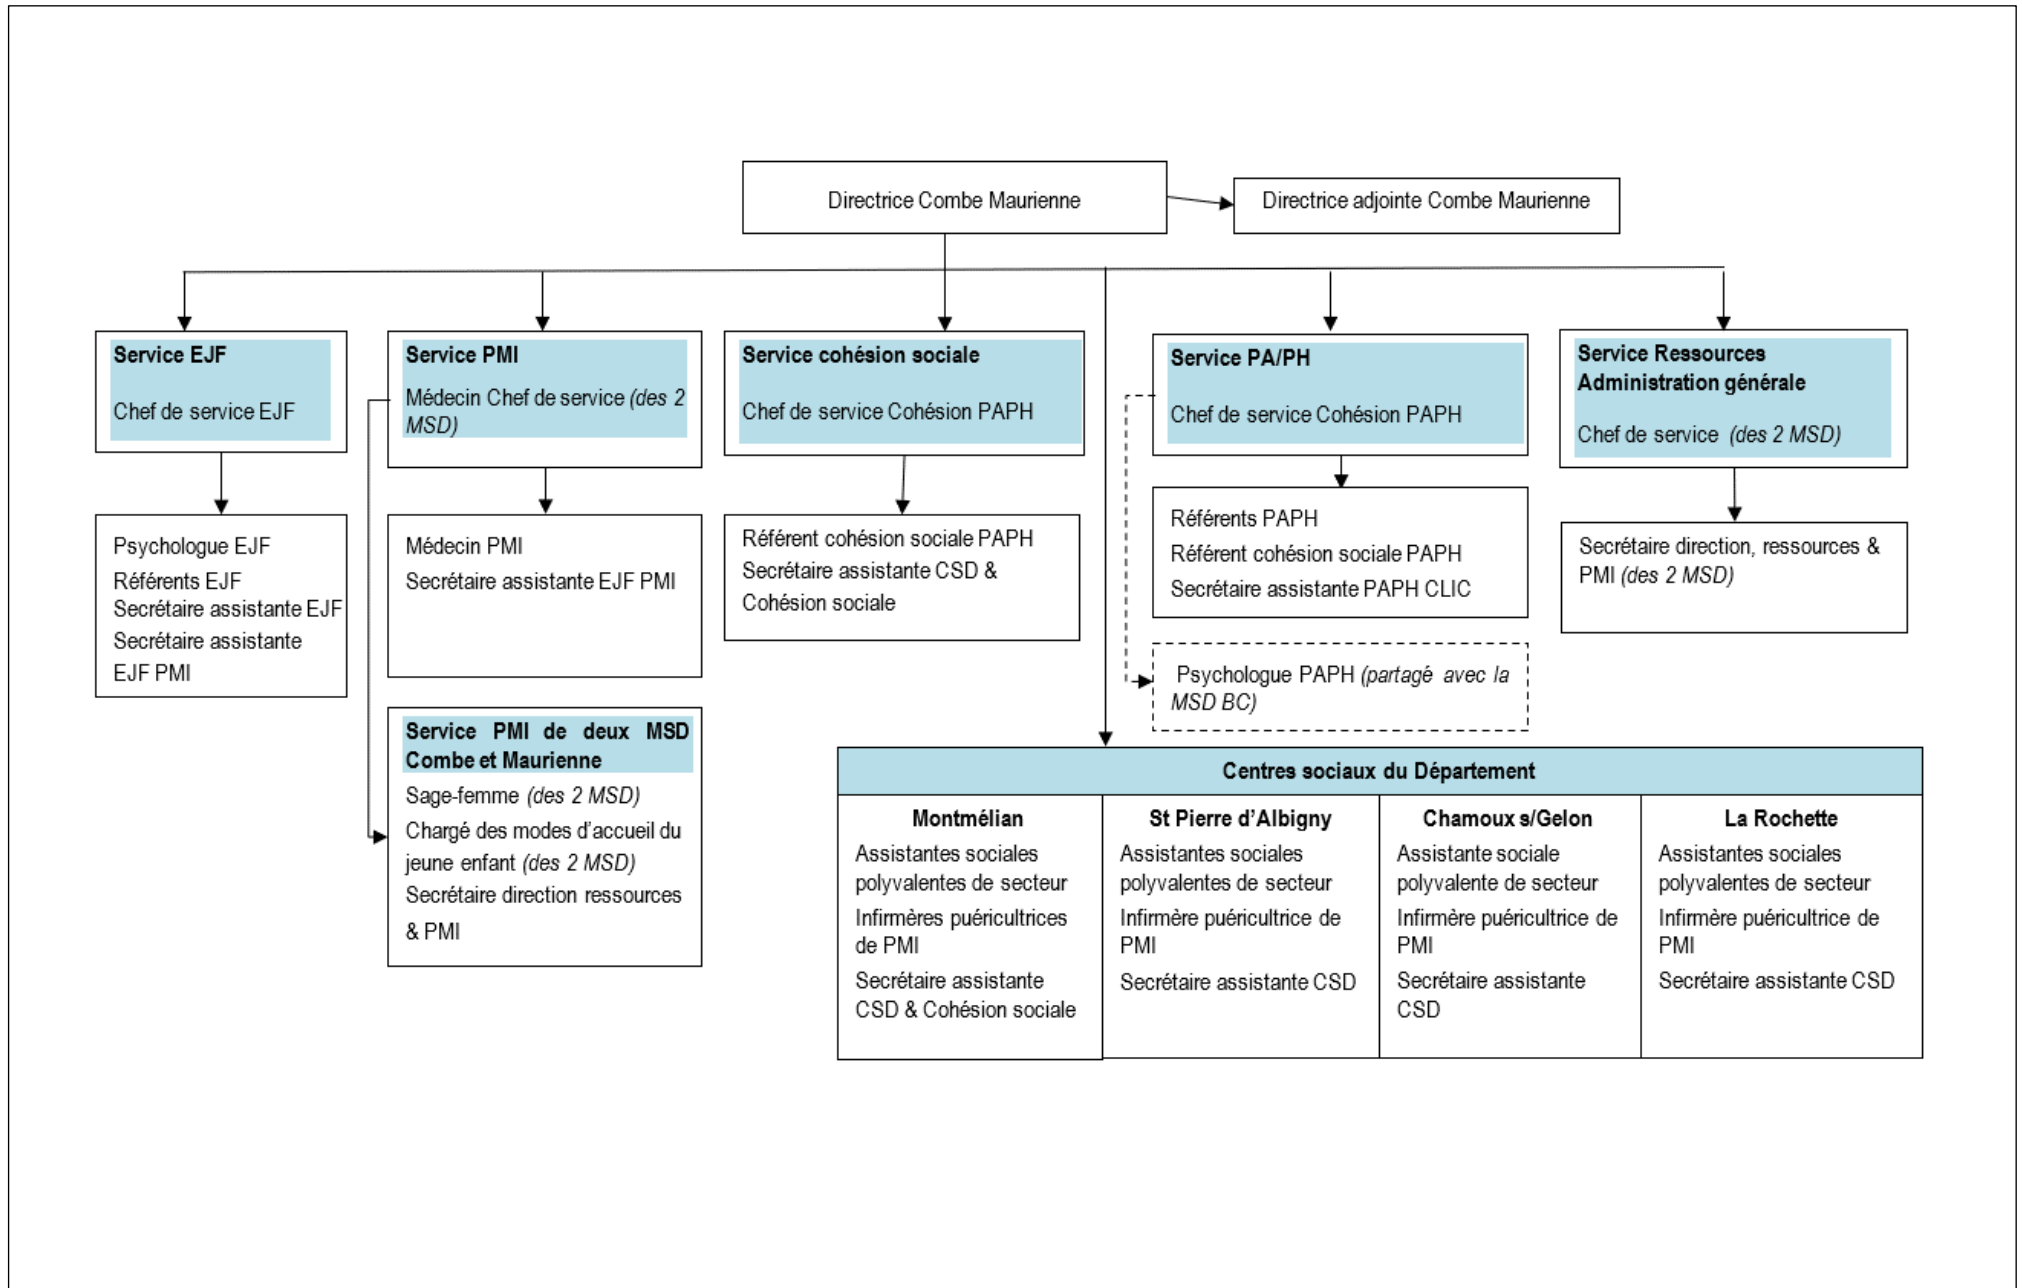 Directrice Combe Maurienne
Directrice adjointe Combe Maurienne
Service EJF
Chef de service EJF
Service PMI
Médecin Chef de service (des 2
MSD)
Service cohésion sociale
Chef de service Cohésion PAPH
Service PA/PH
Chef de service Cohésion PAPH
Service Ressources
Administration générale
Chef de service (des 2 MSD)
Psychologue EJF
Référents EJF
Secrétaire assistante EJF
Secrétaire assistante
EJF PMI
Médecin PMI
Secrétaire assistante EJF PMI
Référent cohésion sociale PAPH
Secrétaire assistante CSD &
Cohésion sociale
Référents PAPH
Référent cohésion sociale PAPH
Secrétaire assistante PAPH CLIC
Secrétaire direction, ressources &
PMI (des 2 MSD)
Psychologue PAPH (partagé avec la
MSD BC)
Service PMI de deux MSD
Combe et Maurienne
Sage-femme (des 2 MSD)
Chargé des modes d'accueil du
jeune enfant (des 2 MSD)
Secrétaire direction ressources
& PMI
Centres sociaux du Département
Montmélian
Assistantes sociales
polyvalentes de secteur
Infirmères puéricultrices
de PMI
Secrétaire assistante
CSD & Cohésion sociale
St Pierre d'Albigny
Assistantes sociales
polyvalentes de secteur
Infirmère puéricultrice de
PMI
Secrétaire assistante CSD
Chamoux s/Gelon
Assistante sociale
polyvalente de secteur
Infirmère puéricultrice de
PMI
Secrétaire assistante
CSD
La Rochette
Assistantes sociales
polyvalentes de secteur
Infirmère puéricultrice de
PMI
Secrétaire assistante CSD